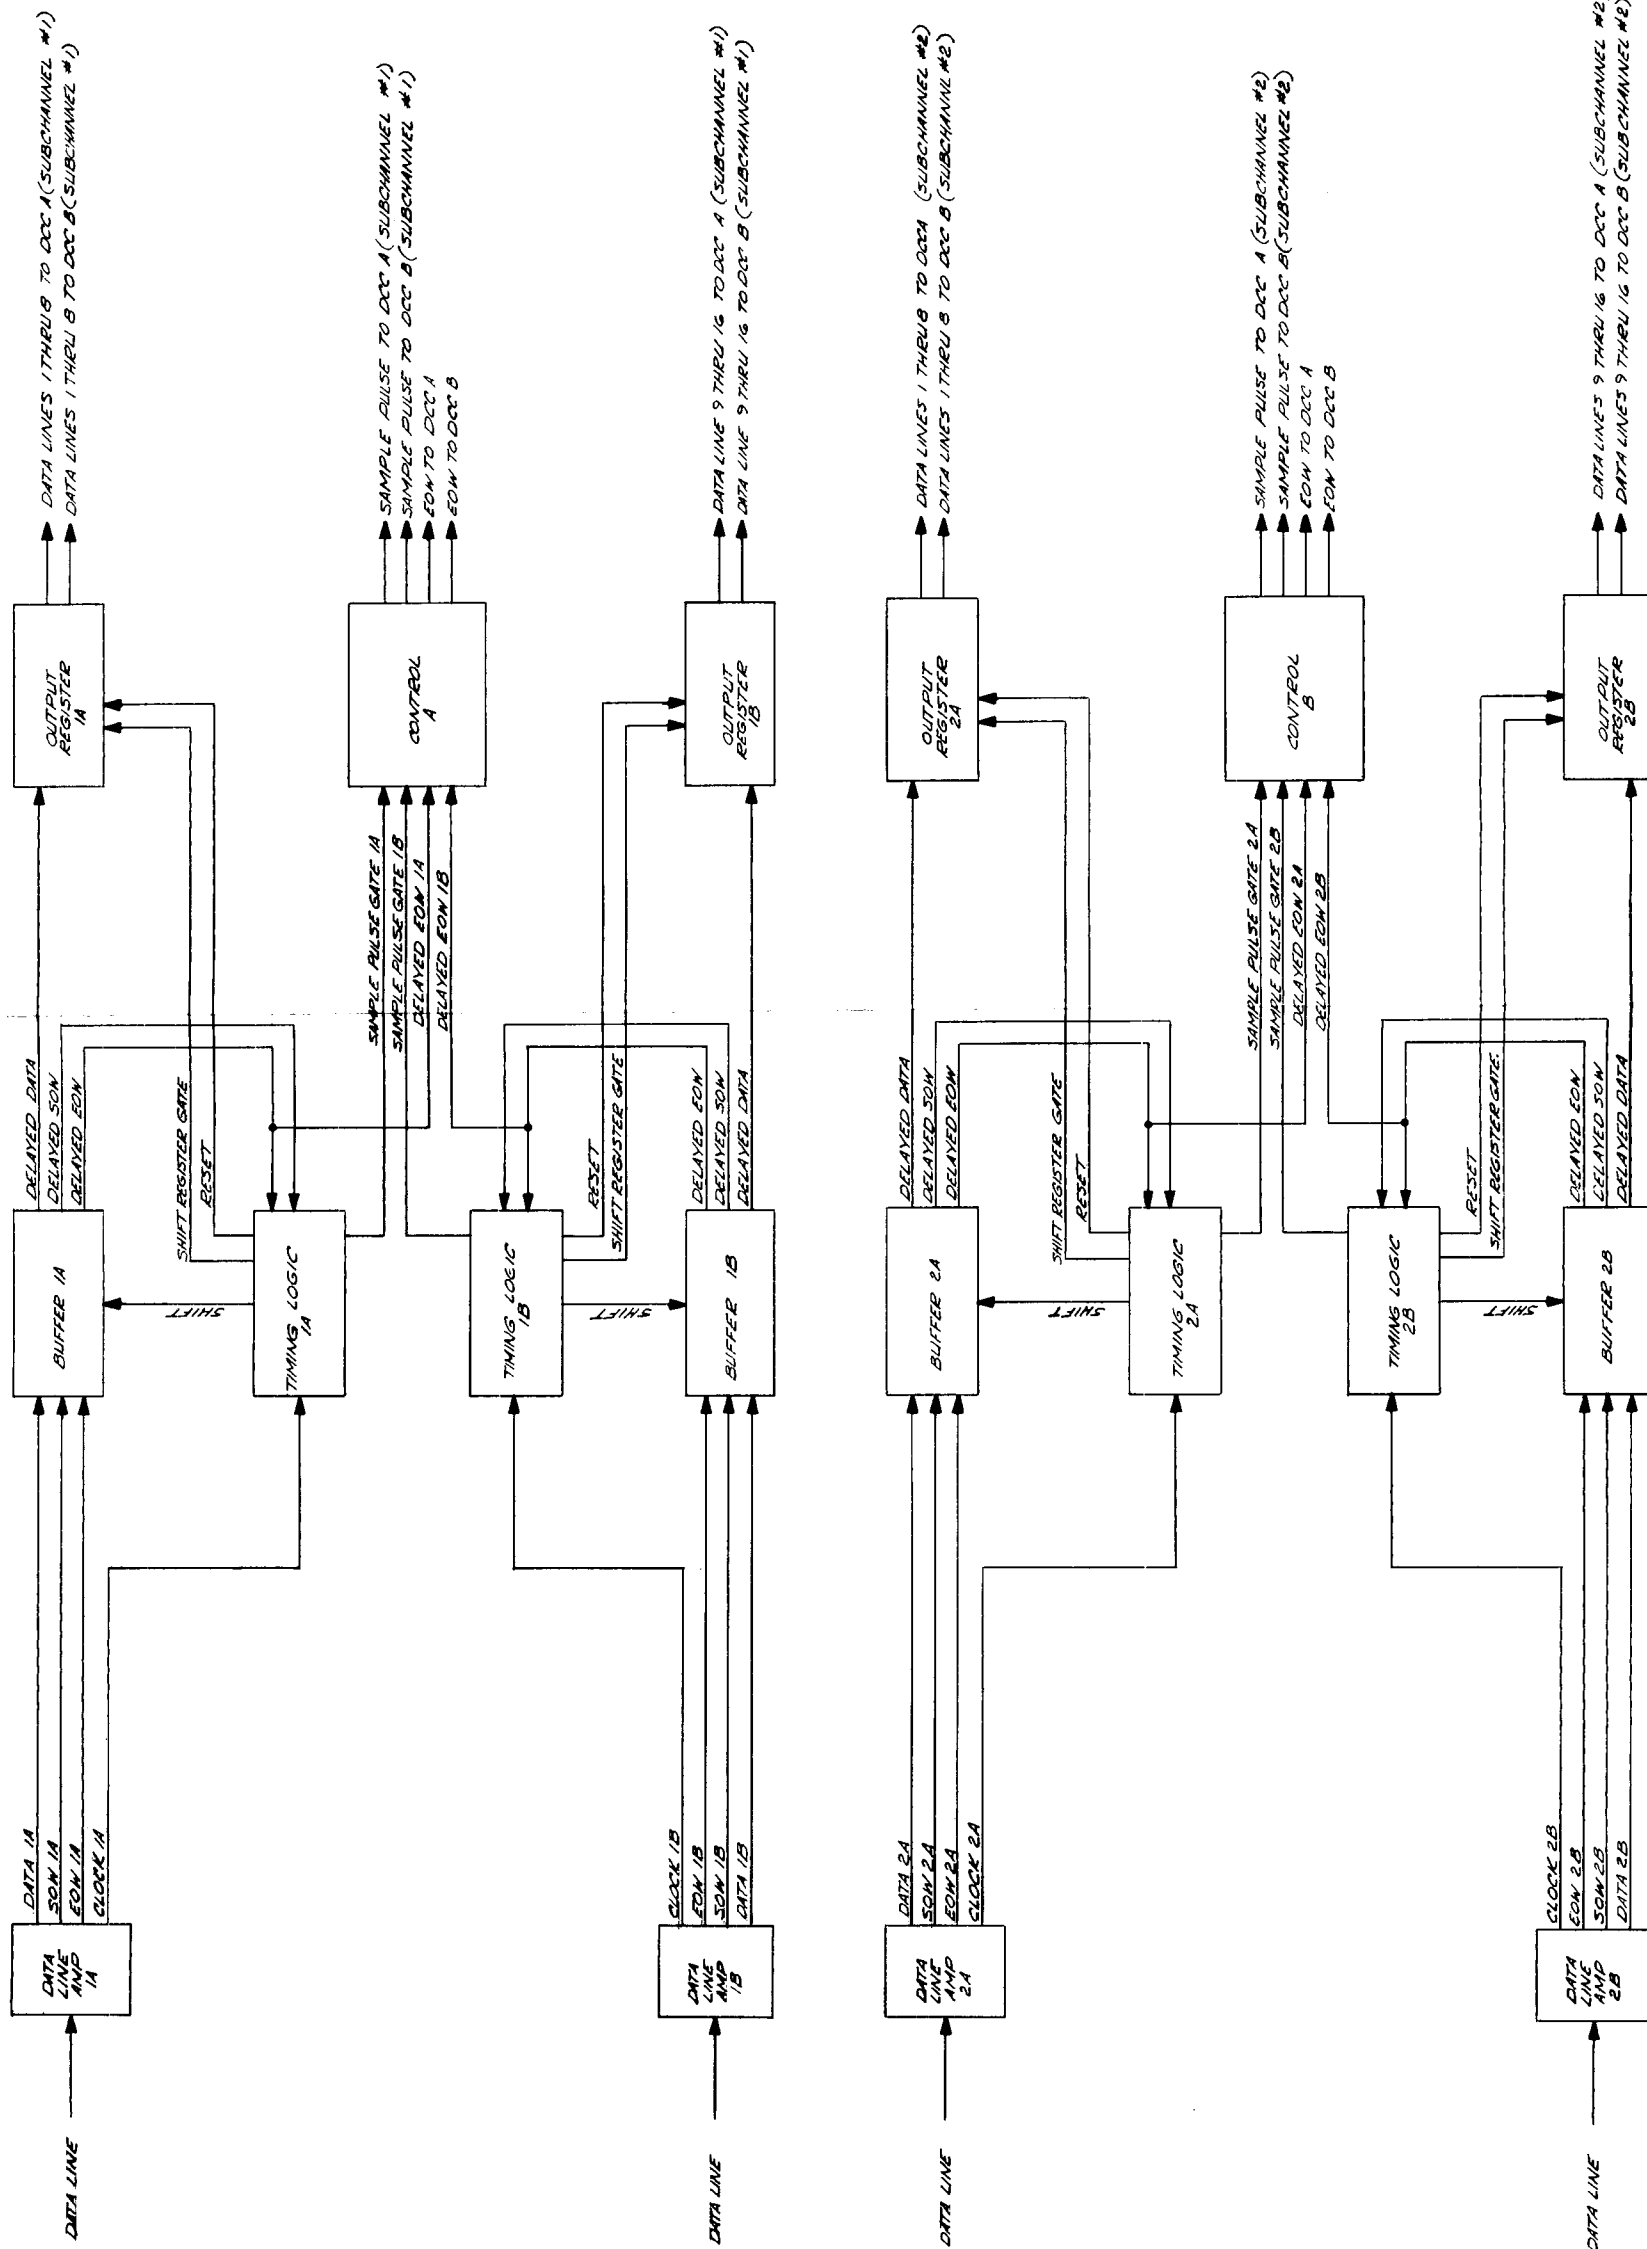 DATA LINE
DATA
LINE
AMP
1A
DATA 1A
SOW 1A
EOW 1A
CLOCK 1A
BUFFER 1A
SHIFT
TIMING LOGIC
1A
DELAYED DATA
DELAYED SOW
DELAYED EOW
SHIFT REGISTER GATE
RESET
OUTPUT
REGISTER
1A
DATA LINES 1 THRU 8 TO DCC A (SUBCHANNEL #1)
DATA LINES 1 THRU 8 TO DCC B (SUBCHANNEL #1)
SAMPLE PULSE GATE 1A
SAMPLE PULSE GATE 1B
DELAYED EOW 1A
DELAYED EOW 1B
CONTROL
A
SAMPLE PULSE TO DCC A (SUBCHANNEL #1)
SAMPLE PULSE TO DCC B (SUBCHANNEL #1)
EOW TO DCC A
EOW TO DCC B
DATA LINE
DATA
LINE
AMP
1B
CLOCK 1B
EOW 1B
SOW 1B
DATA 1B
TIMING LOGIC
1B
SHIFT
BUFFER 1B
RESET
SHIFT REGISTER GATE
DELAYED EOW
DELAYED SOW
DELAYED DATA
OUTPUT
REGISTER
1B
DATA LINE 9 THRU 16 TO DCC A (SUBCHANNEL #1)
DATA LINE 9 THRU 16 TO DCC B (SUBCHANNEL #1)
DATA LINE
DATA
LINE
AMP
2A
DATA 2A
SOW 2A
EOW 2A
CLOCK 2A
BUFFER 2A
SHIFT
TIMING LOGIC
2A
DELAYED DATA
DELAYED SOW
DELAYED EOW
SHIFT REGISTER GATE
RESET
OUTPUT
REGISTER
2A
DATA LINES 1 THRU 8 TO DCCA (SUBCHANNEL #2)
DATA LINES 1 THRU 8 TO DCC B (SUBCHANNL #2)
SAMPLE PULSE GATE 2A
SAMPLE PULSE GATE 2B
DELAYED EOW 2A
DELAYED EOW 2B
CONTROL
B
SAMPLE PULSE TO DCC A (SUBCHANNEL #2)
SAMPLE PULSE TO DCC B (SUBCHANNEL #2)
EOW TO DCC A
EOW TO DCC B
DATA LINE
DATA
LINE
AMP
2B
CLOCK 2B
EOW 2B
SOW 2B
DATA 2B
TIMING LOGIC
2B
SHIFT
BUFFER 2B
RESET
SHIFT REGISTER GATE
DELAYED EOW
DELAYED SOW
DELAYED DATA
OUTPUT
REGISTER
2B
DATA LINES 9 THRU 16 TO DCC A (SUBCHANNEL #2
DATA LINES 9 THRU 16 TO DCC B (SUBCHANNEL #2)